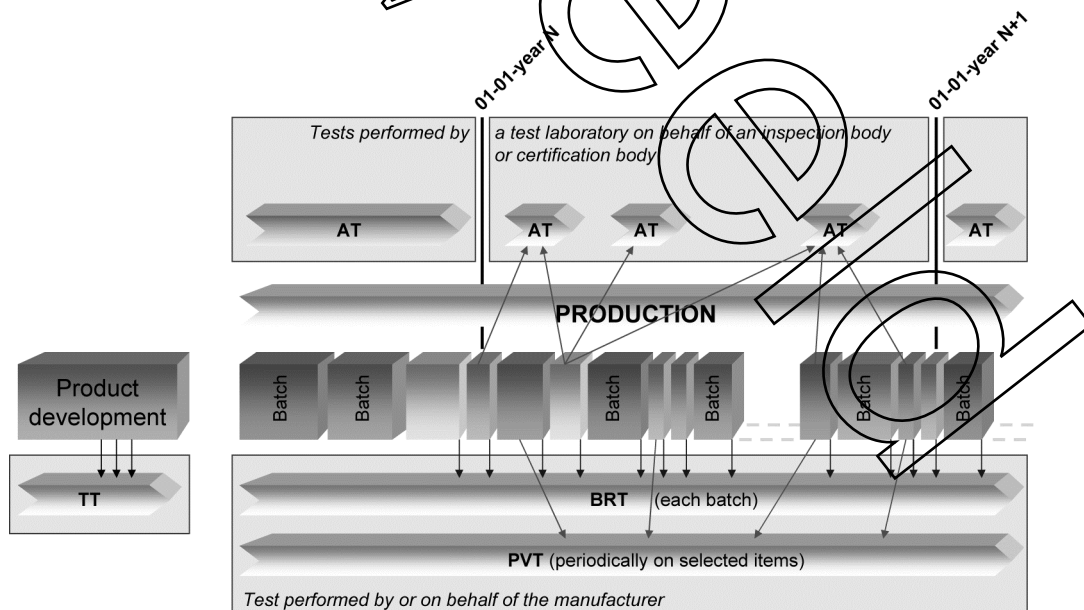 01-01-year N
01-01-year N+1
Tests performed by
a test laboratory on behalf of an inspection body
or certification body
AT
AT
AT
AT
AT
PRODUCTION
Product
development
Batch
Batch
Batch
Batch
Batch
Batch
TT
BRT (each batch)
PVT (periodically on selected items)
Test performed by or on behalf of the manufacturer